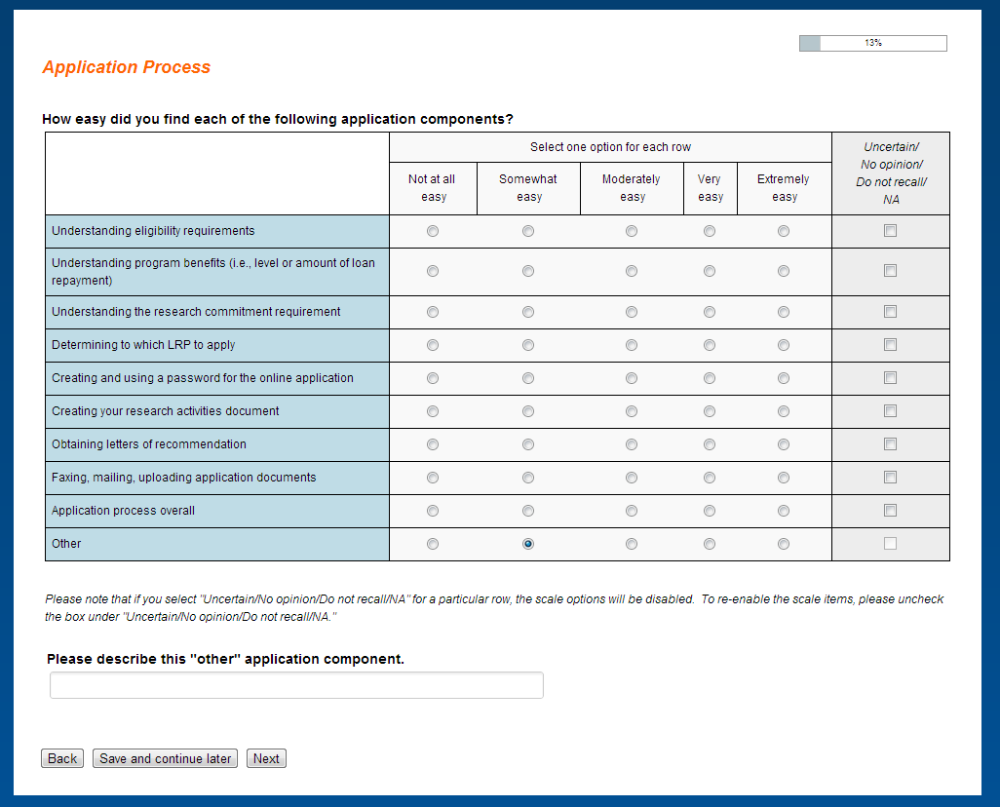 13%
Application Process
How easy did you find each of the following application components?
Select one option for each row
Uncertain/
No opinion/
Do not recall/
NA
Not at all
easy
Somewhat
easy
Moderately
easy
Very
easy
Extremely
easy
Understanding eligibility requirements
Understanding program benefits (i.e., level or amount of loan
repayment)
Understanding the research commitment requirement
Determining to which LRP to apply
Creating and using a password for the online application
Creating your research activities document
Obtaining letters of recommendation
Faxing, mailing, uploading application documents
Application process overall
Other
Please note that if you select "Uncertain/No opinion/Do not recall/NA" for a particular row, the scale options will be disabled. To re-enable the scale items, please uncheck
the box under "Uncertain/No opinion/Do not recall/NA."
Please describe this "other" application component.
Back Save and continue later Next